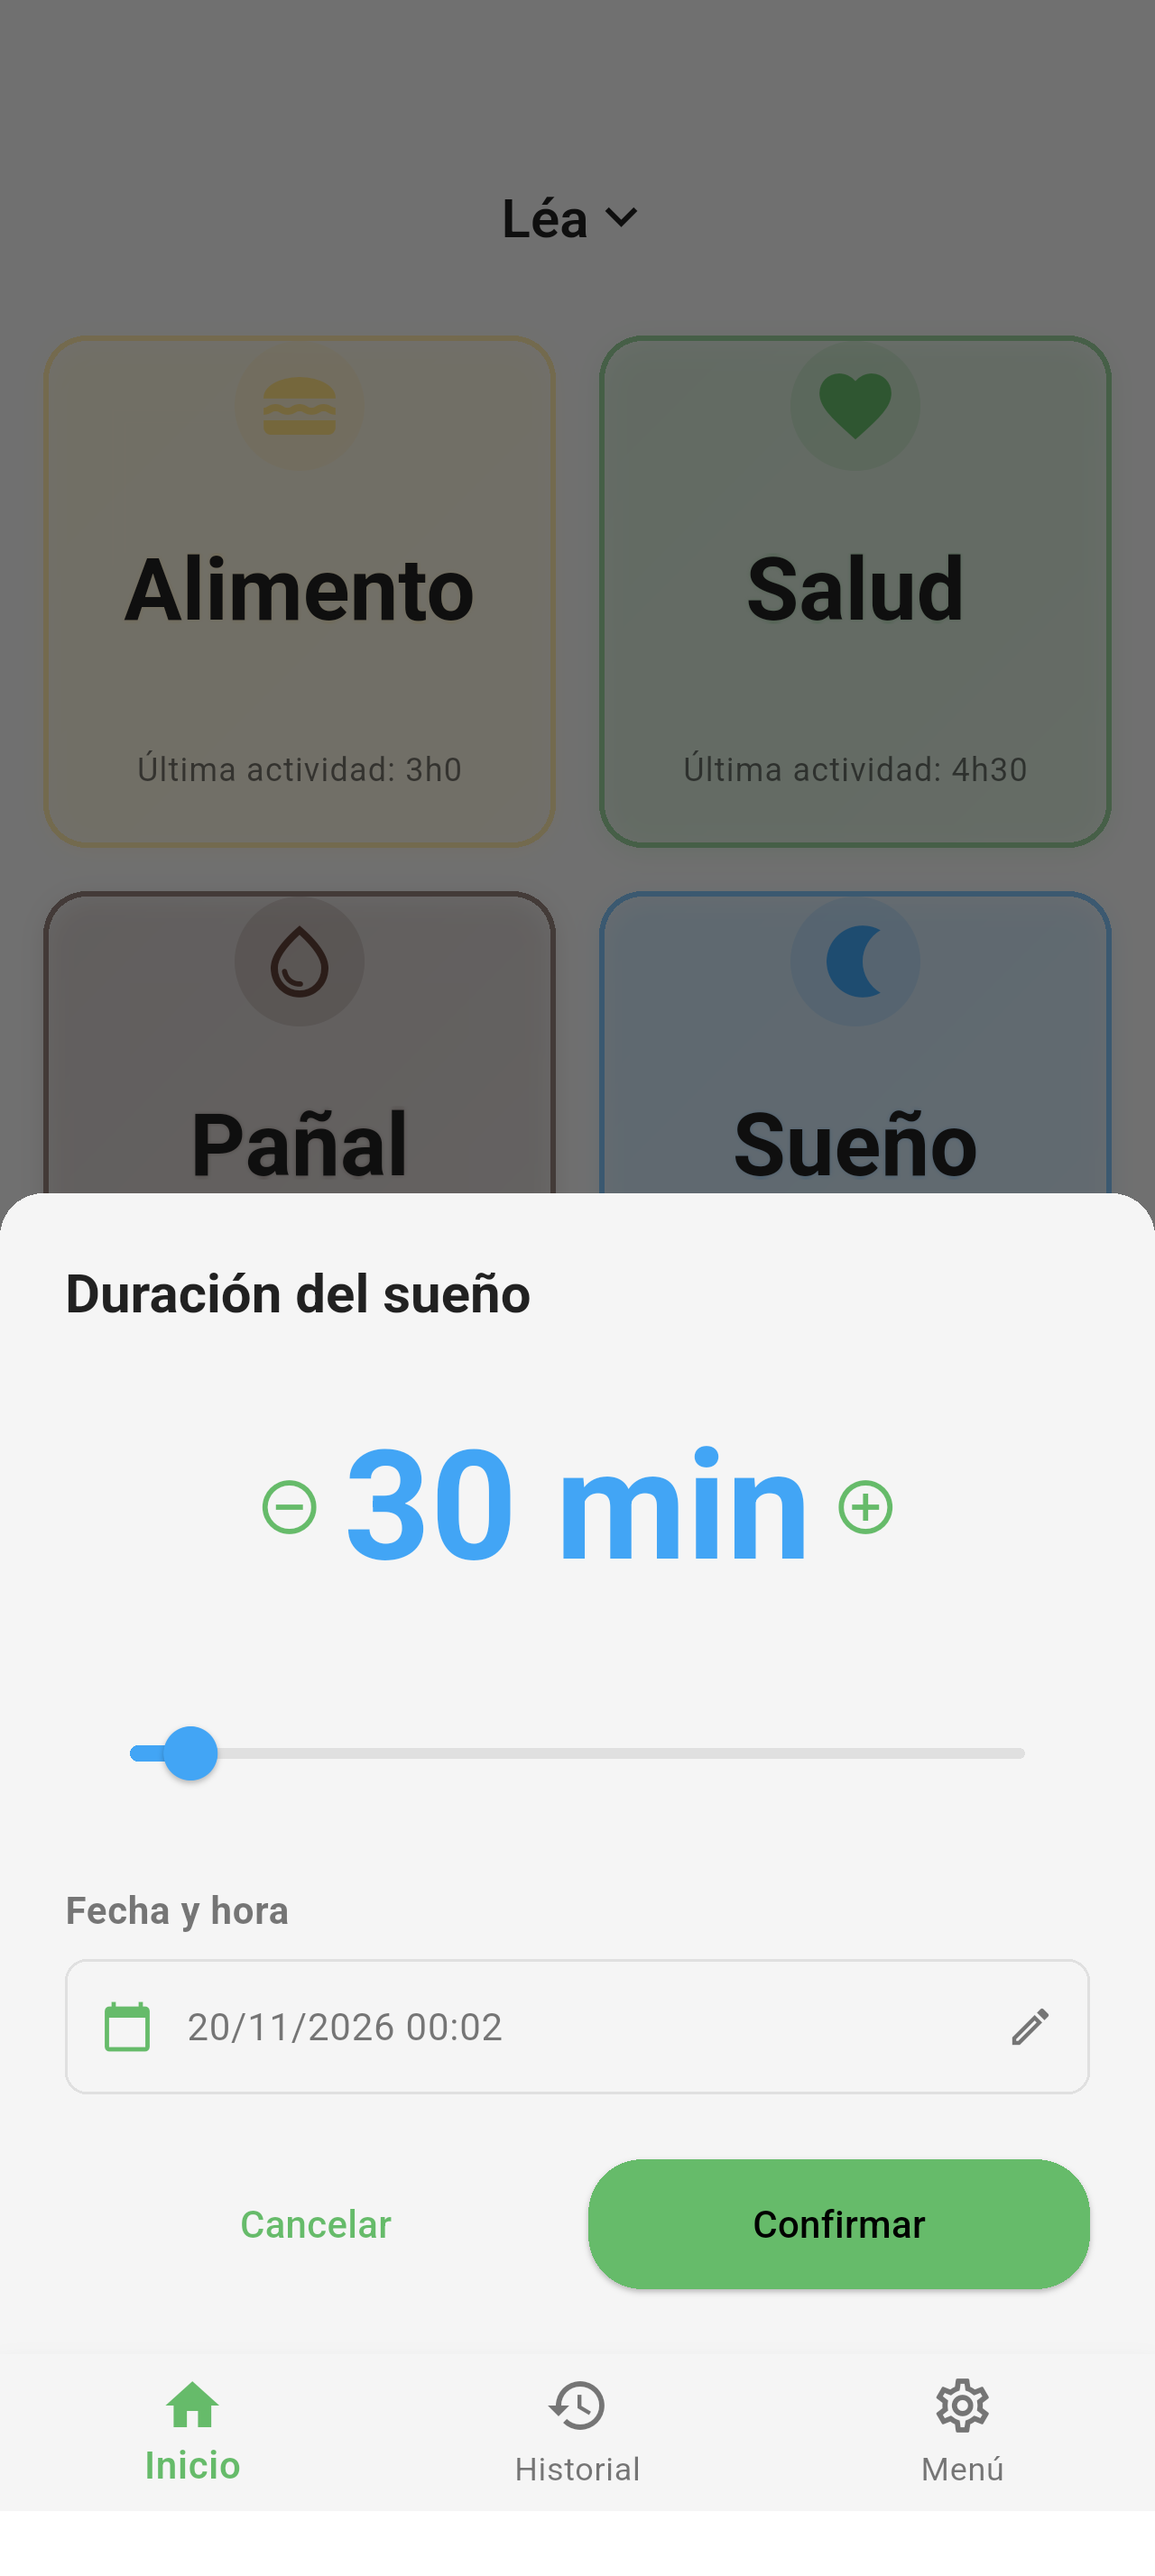 Léa
Alimento
Salud
Última actividad: 3h0
Última actividad: 4h30
Pañal
Sueño
Duración del sueño
30 min
Fecha y hora
20/11/2026 00:02
Cancelar
Confirmar
Inicio
Historial
Menú